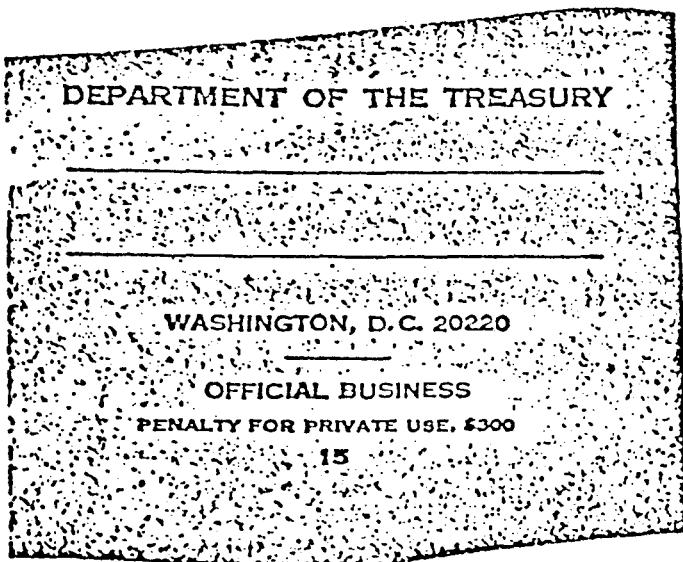 DEPARTMENT OF THE TREASURY
WASHINGTON, D.C. 20220
OFFICIAL BUSINESS
PENALTY FOR PRIVATE USE, $300
15